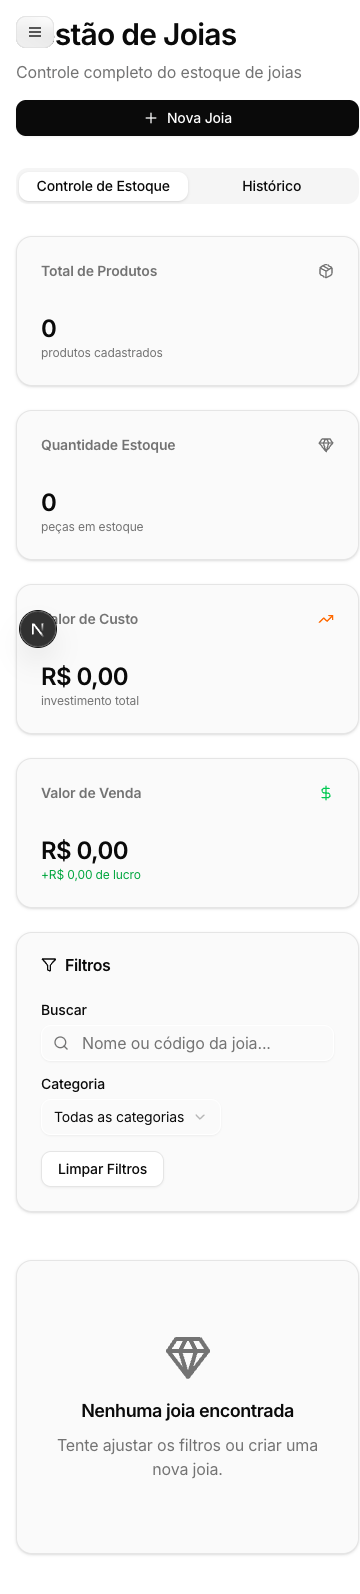 stão de Joias
Controle completo do estoque de joias
Nova Joia
Controle de Estoque
Histórico
Total de Produtos
0
produtos cadastrados
Quantidade Estoque
0
peças em estoque
alor de Custo
R$ 0,00
investimento total
Valor de Venda
R$ 0,00
+R$ 0,00 de lucro
Filtros
Buscar
Nome ou código da joia...
Categoria
Todas as categorias
Limpar Filtros
Nenhuma joia encontrada
Tente ajustar os filtros ou criar uma
nova joia.